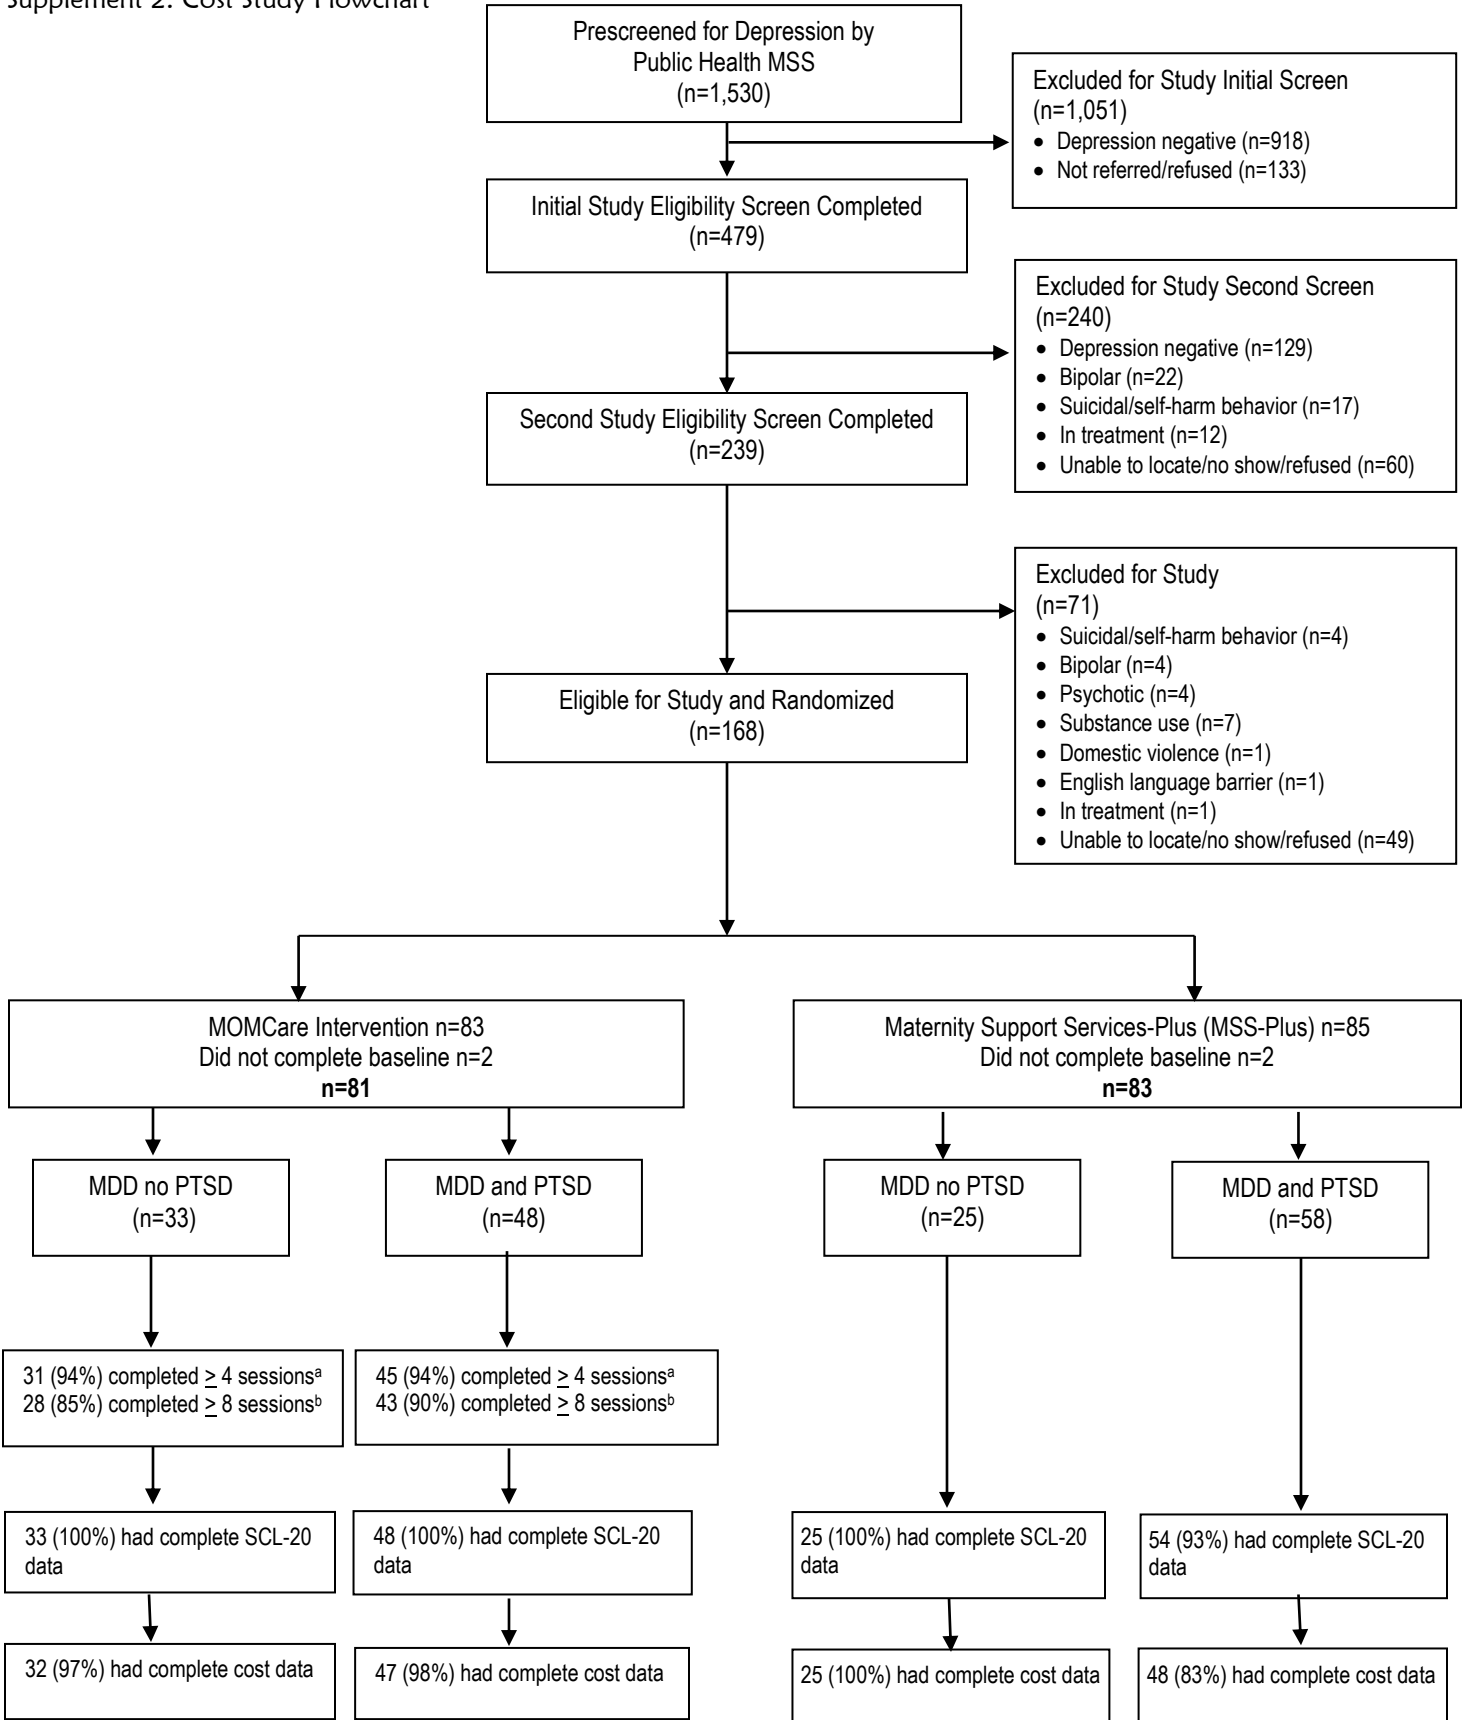 Supplement 2. Cost Study Flowchart
Prescreened for Depression by
Public Health MSS
(n=1,530)
Excluded for Study Initial Screen
(n=1,051)
• Depression negative (n=918)
• Not referred/refused (n=133)
Initial Study Eligibility Screen Completed
(n=479)
Excluded for Study Second Screen
(n=240)
• Depression negative (n=129)
• Bipolar (n=22)
• Suicidal/self-harm behavior (n=17)
• In treatment (n=12)
• Unable to locate/no show/refused (n=60)
Second Study Eligibility Screen Completed
(n=239)
Excluded for Study
(n=71)
• Suicidal/self-harm behavior (n=4)
• Bipolar (n=4)
• Psychotic (n=4)
• Substance use (n=7)
• Domestic violence (n=1)
• English language barrier (n=1)
• In treatment (n=1)
• Unable to locate/no show/refused (n=49)
Eligible for Study and Randomized
(n=168)
MOMCare Intervention n=83
Did not complete baseline n=2
n=81
Maternity Support Services-Plus (MSS-Plus) n=85
Did not complete baseline n=2
n=83
MDD no PTSD
(n=33)
MDD and PTSD
(n=48)
MDD no PTSD
(n=25)
MDD and PTSD
(n=58)
31 (94%) completed ≥ 4 sessionsᵃ
28 (85%) completed ≥ 8 sessionsᵇ
45 (94%) completed ≥ 4 sessionsᵃ
43 (90%) completed ≥ 8 sessionsᵇ
33 (100%) had complete SCL-20
data
48 (100%) had complete SCL-20
data
25 (100%) had complete SCL-20
data
54 (93%) had complete SCL-20
data
32 (97%) had complete cost data
47 (98%) had complete cost data
25 (100%) had complete cost data
48 (83%) had complete cost data